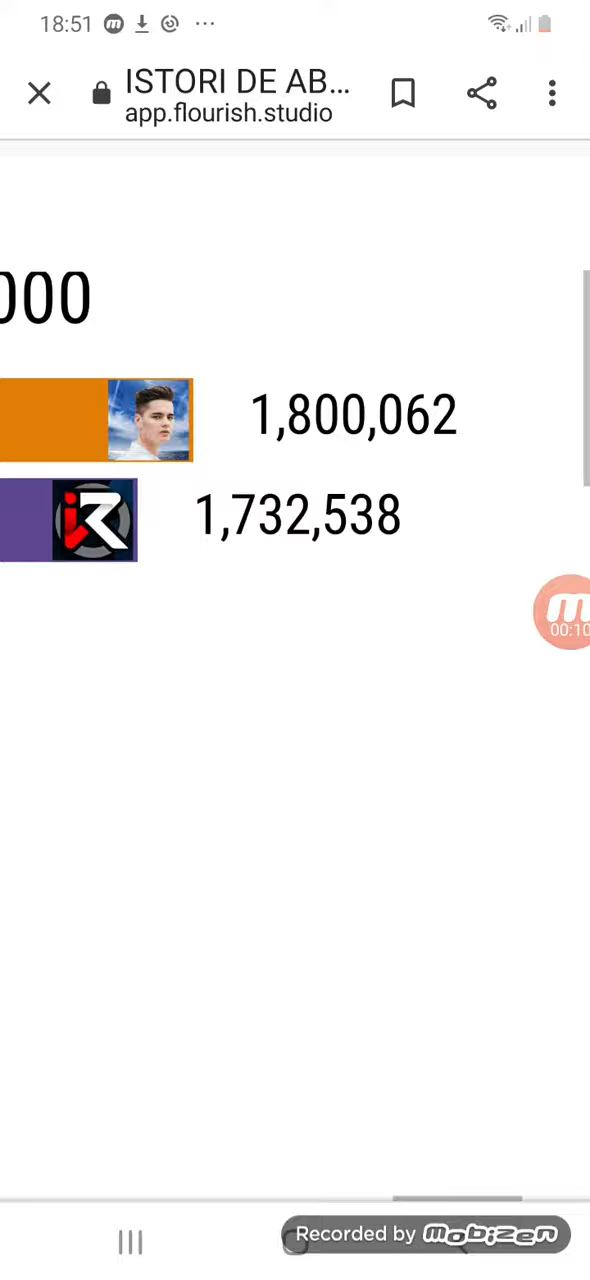 18:51
ISTORI DE AB...
app.flourish.studio
000
1,800,062
iR
1,732,538
00:10
Recorded by mobizen